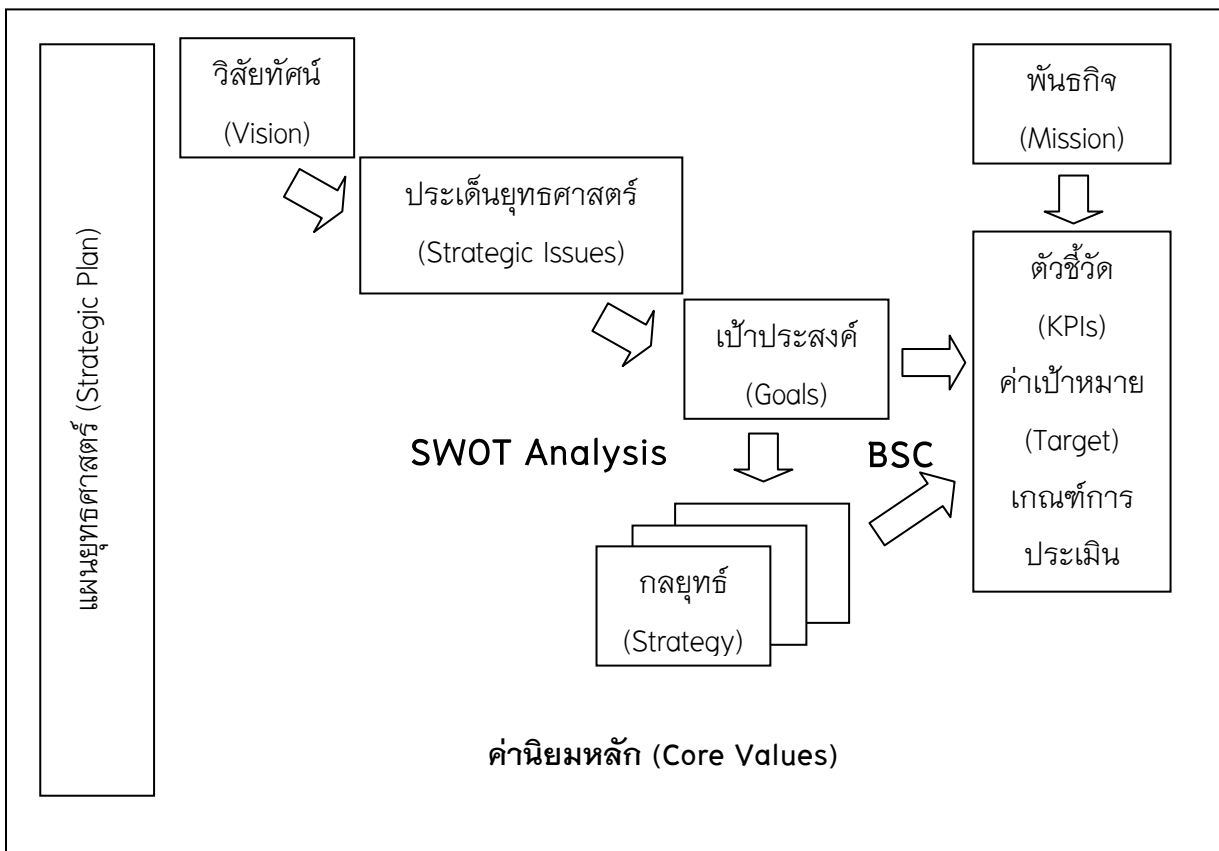 แผนยุทธศาสตร์ (Strategic Plan)
วิสัยทัศน์
(Vision)
ประเด็นยุทธศาสตร์
(Strategic Issues)
เป้าประสงค์
(Goals)
SWOT Analysis
BSC
กลยุทธ์
(Strategy)
พันธกิจ
(Mission)
ตัวชี้วัด
(KPIs)
ค่าเป้าหมาย
(Target)
เกณฑ์การ
ประเมิน
ค่านิยมหลัก (Core Values)